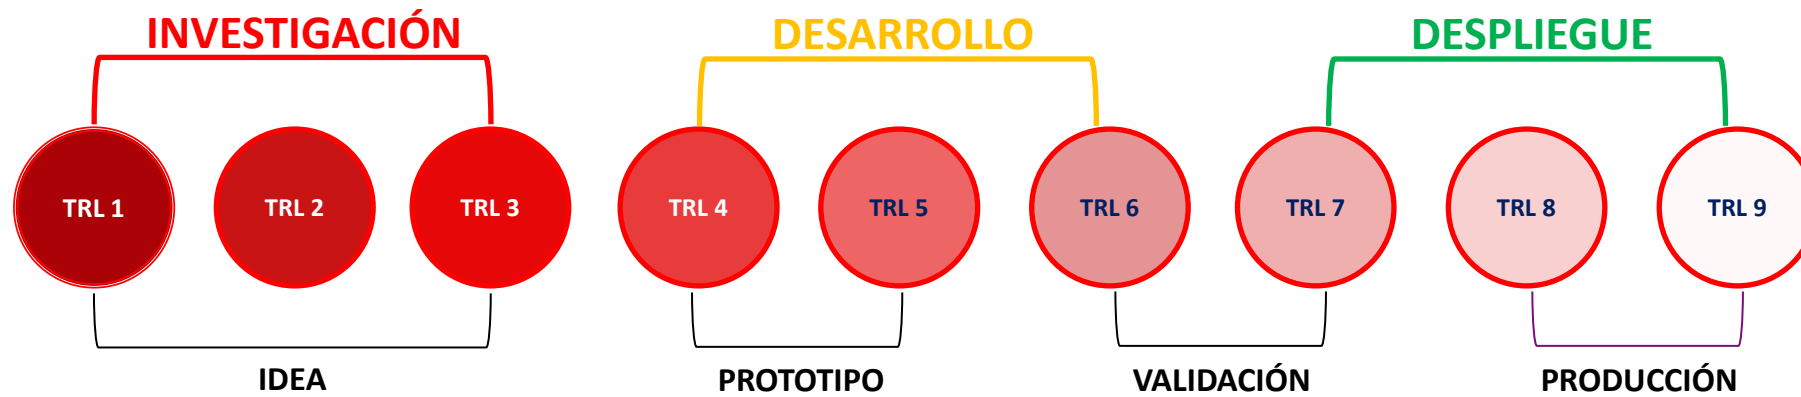 INVESTIGACIÓN DESARROLLO DESPLIEGUE
TRL 1 TRL 2 TRL 3 TRL 4 TRL 5 TRL 6 TRL 7 TRL 8 TRL 9
IDEA PROTOTIPO VALIDACIÓN PRODUCCIÓN